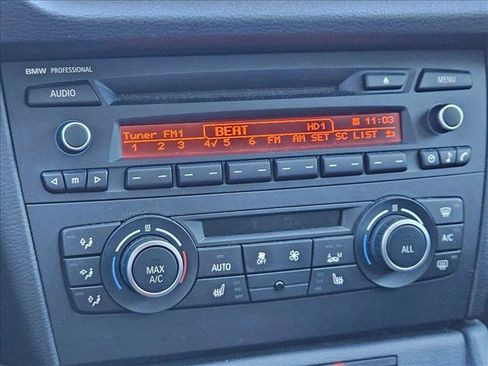 BMW PROFESSIONAL
AUDIO
MENU
Tuner FM1 BEAT HD1 11:03
1 2 3 4√ 5 6 FM AM SET SC LIST
m
MAX A/C
AUTO
OFF
ALL
A/C